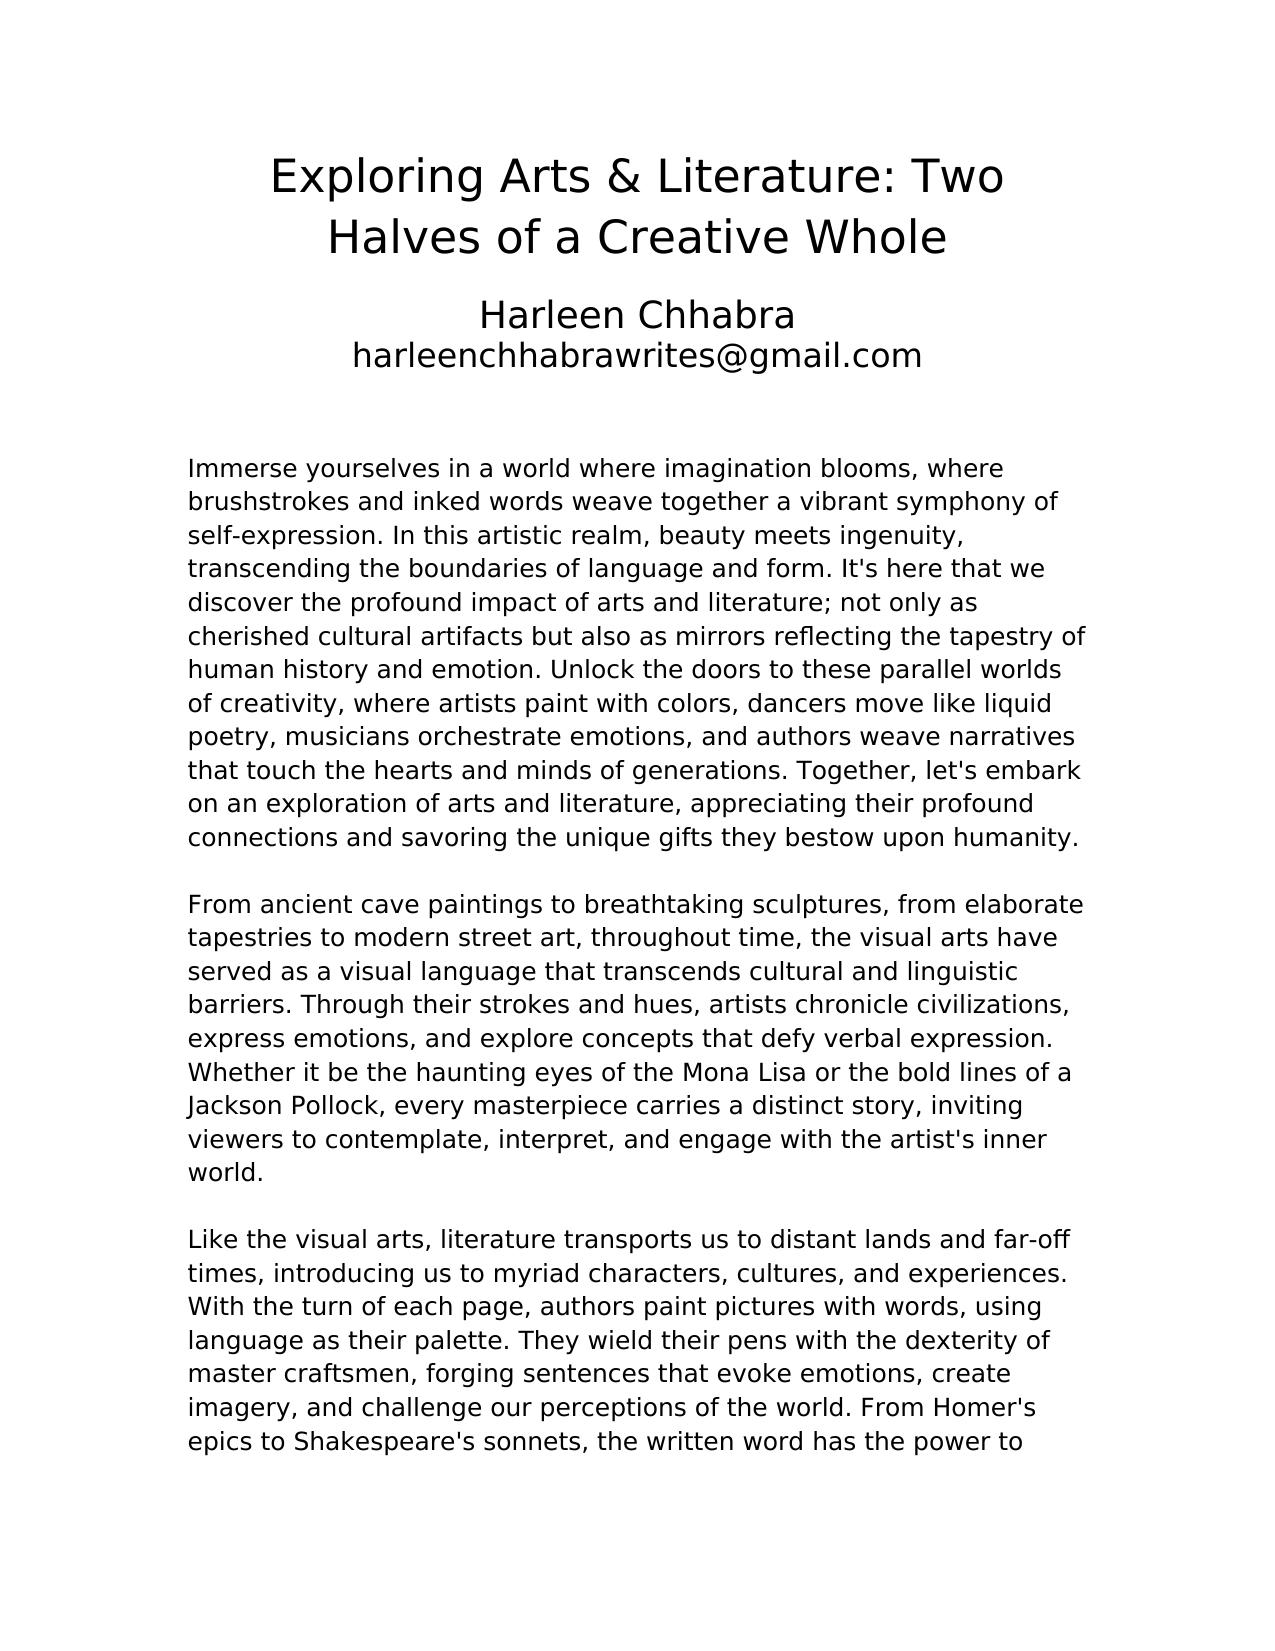 Exploring Arts & Literature: Two
Halves of a Creative Whole
Harleen Chhabra
harleenchhabrawrites@gmail.com
Immerse yourselves in a world where imagination blooms, where
brushstrokes and inked words weave together a vibrant symphony of
self-expression. In this artistic realm, beauty meets ingenuity,
transcending the boundaries of language and form. It's here that we
discover the profound impact of arts and literature; not only as
cherished cultural artifacts but also as mirrors reflecting the tapestry of
human history and emotion. Unlock the doors to these parallel worlds
of creativity, where artists paint with colors, dancers move like liquid
poetry, musicians orchestrate emotions, and authors weave narratives
that touch the hearts and minds of generations. Together, let's embark
on an exploration of arts and literature, appreciating their profound
connections and savoring the unique gifts they bestow upon humanity.
From ancient cave paintings to breathtaking sculptures, from elaborate
tapestries to modern street art, throughout time, the visual arts have
served as a visual language that transcends cultural and linguistic
barriers. Through their strokes and hues, artists chronicle civilizations,
express emotions, and explore concepts that defy verbal expression.
Whether it be the haunting eyes of the Mona Lisa or the bold lines of a
Jackson Pollock, every masterpiece carries a distinct story, inviting
viewers to contemplate, interpret, and engage with the artist's inner
world.
Like the visual arts, literature transports us to distant lands and far-off
times, introducing us to myriad characters, cultures, and experiences.
With the turn of each page, authors paint pictures with words, using
language as their palette. They wield their pens with the dexterity of
master craftsmen, forging sentences that evoke emotions, create
imagery, and challenge our perceptions of the world. From Homer's
epics to Shakespeare's sonnets, the written word has the power to